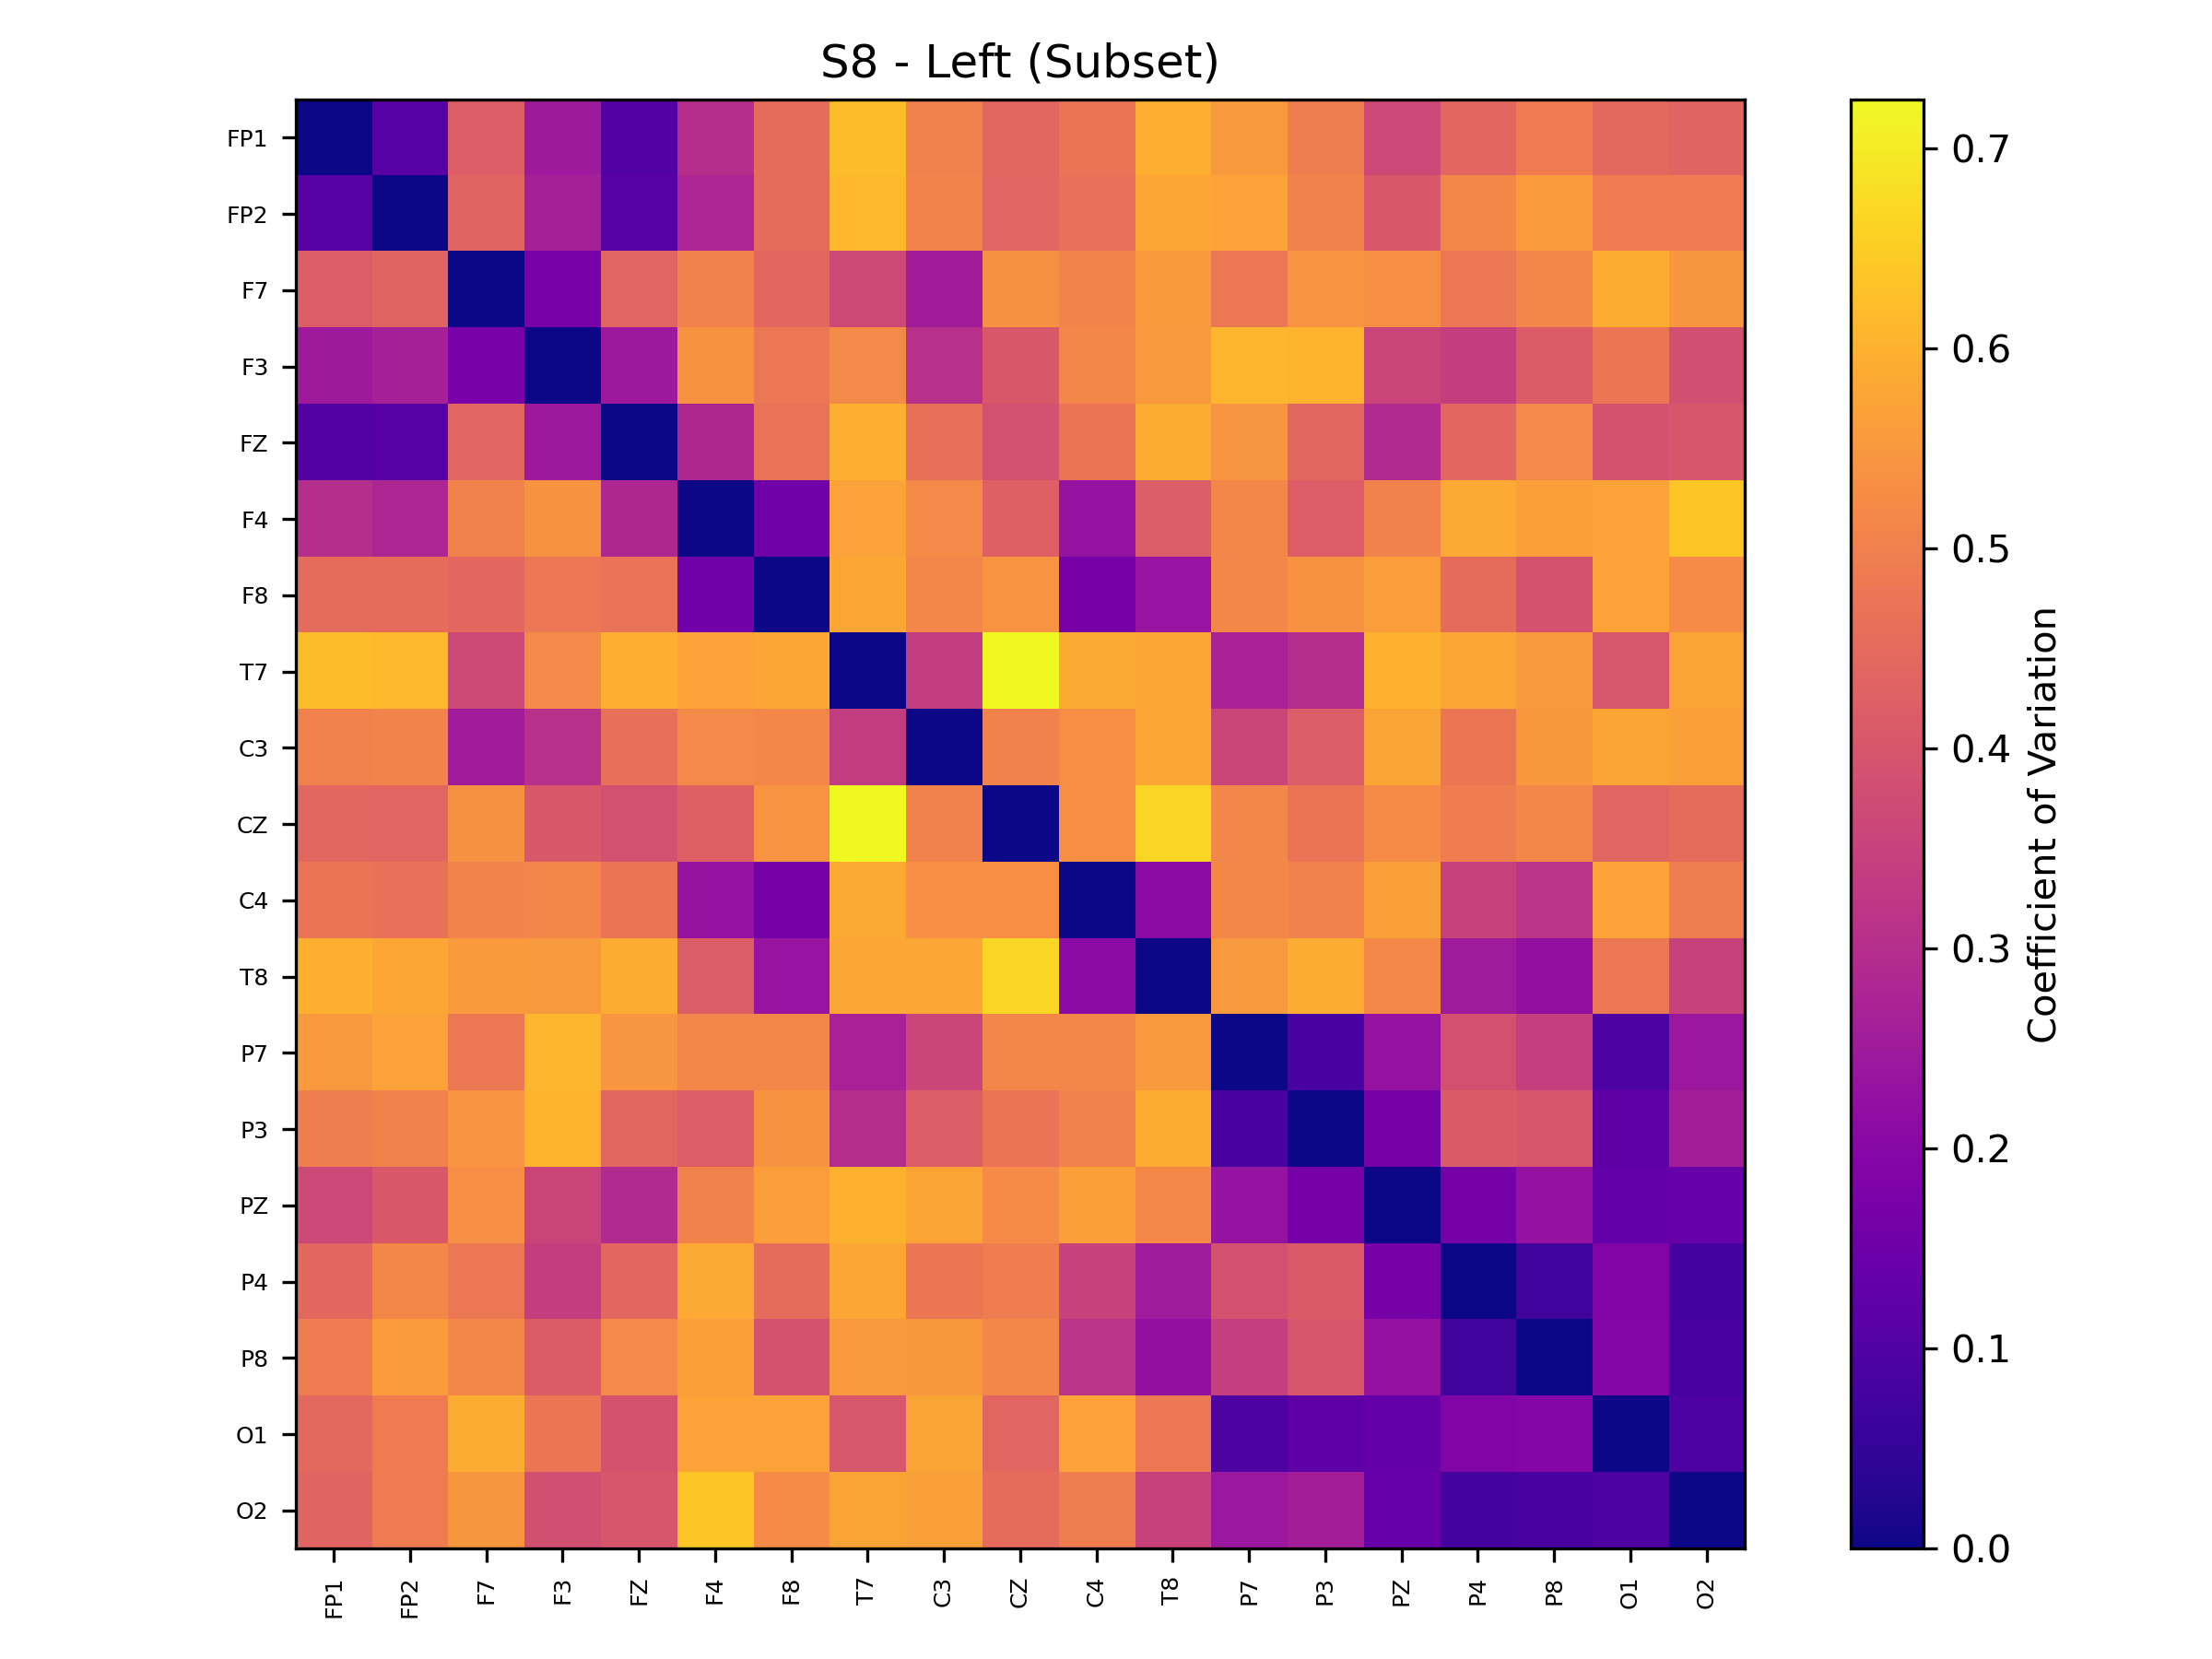 S8 - Left (Subset)
FP1
FP2
F7
F3
FZ
F4
F8
T7
C3
CZ
C4
T8
P7
P3
PZ
P4
P8
O1
O2
FP1 FP2 F7 F3 FZ F4 F8 T7 C3 CZ C4 T8 P7 P3 PZ P4 P8 O1 O2
0.7
0.6
0.5
0.4
0.3
0.2
0.1
0.0
Coefficient of Variation